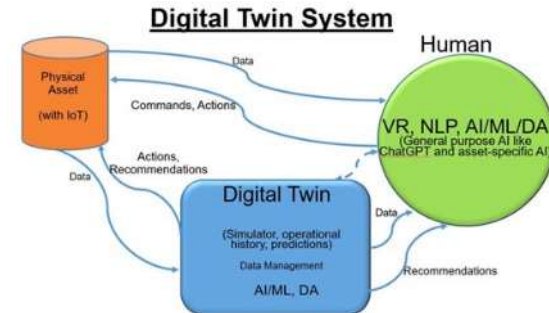 Digital Twin System
Human
Physical
Asset
(with IoT)
Data
Commands, Actions
VR, NLP, AI/ML/DA
(General purpose AI like
ChatGPT and asset-specific AI)
Actions,
Recommendations
Data
Digital Twin
(Simulator, operational
history, predictions)
Data Management
AI/ML, DA
Data
Recommendations